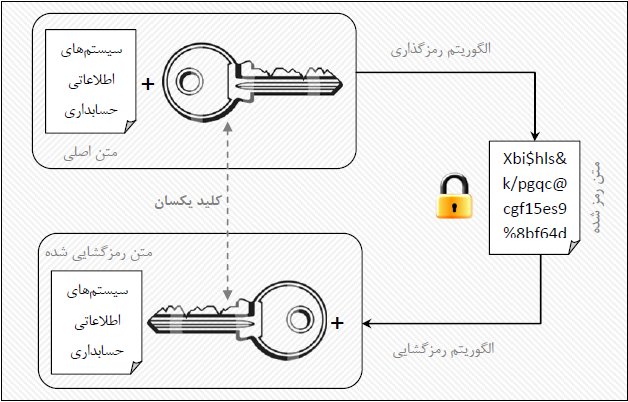 سیستم‌های
اطلاعاتی
حسابداری
+
متن اصلی
الگوریتم رمزگذاری
Xbi$hls&
k/pgqc@
cgf15es9
%8bf64d
متن رمز شده
کلید یکسان
متن رمزگشایی شده
سیستم‌های
اطلاعاتی
حسابداری
+
الگوریتم رمزگشایی